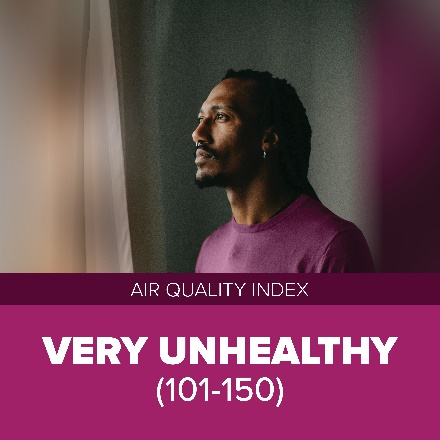 AIR QUALITY INDEX
VERY UNHEALTHY
(101-150)